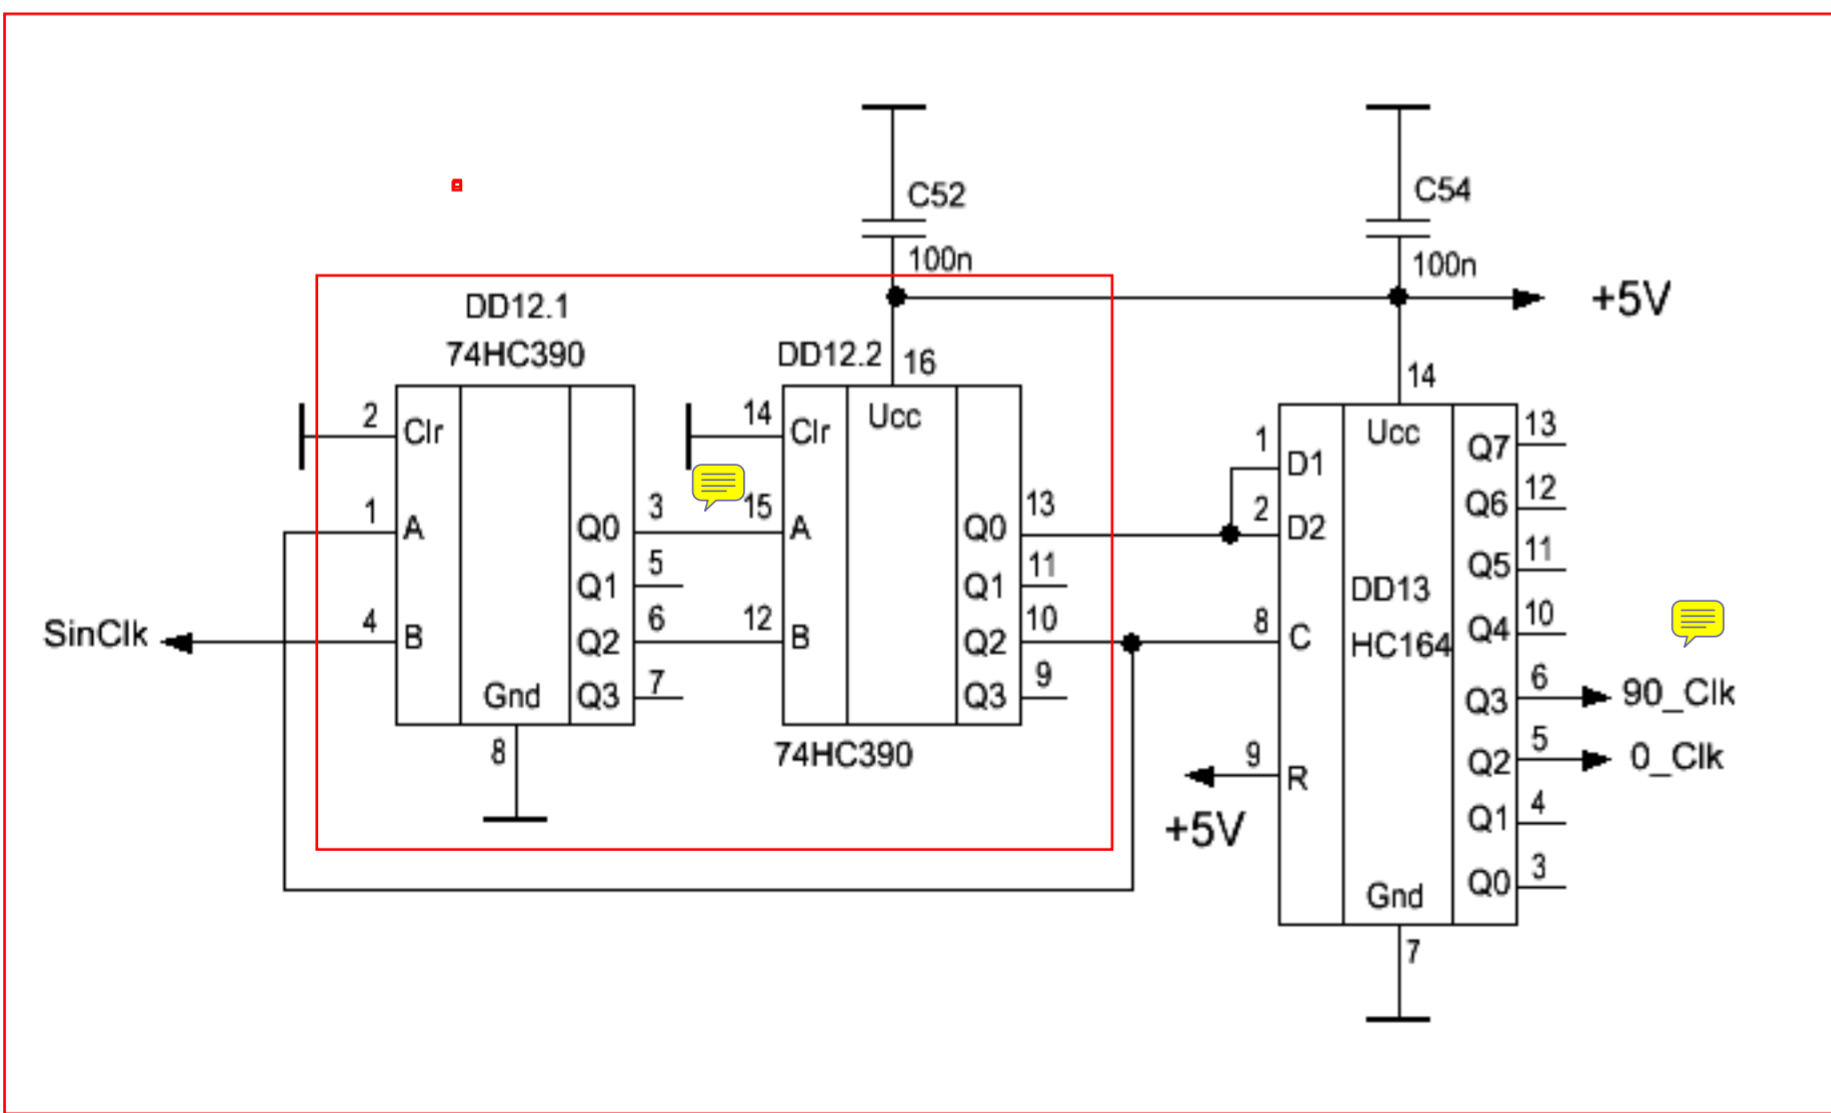 C52
100n
C54
100n
+5V
DD12.1
74HC390
2
Clr
1
A
4
B
Gnd
8
Q0
3
Q1
5
Q2
6
Q3
7
SinClk
DD12.2
16
Ucc
14
Clr
15
A
12
B
Q0
13
Q1
11
Q2
10
Q3
9
74HC390
14
Ucc
1
D1
2
D2
8
C
9
R
+5V
DD13
HC164
Gnd
7
Q7
13
Q6
12
Q5
11
Q4
10
Q3
6
90_Clk
Q2
5
0_Clk
Q1
4
Q0
3